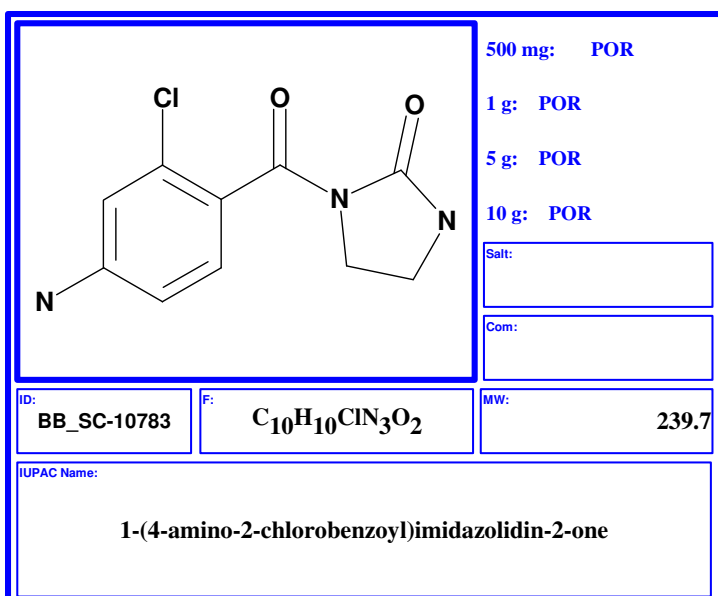 500 mg: POR
1 g: POR
5 g: POR
10 g: POR
Cl
O
O
N
N
N
Salt:
Com:
ID:
BB_SC-10783
F:
C10H10ClN3O2
MW:
239.7
IUPAC Name:
1-(4-amino-2-chlorobenzoyl)imidazolidin-2-one